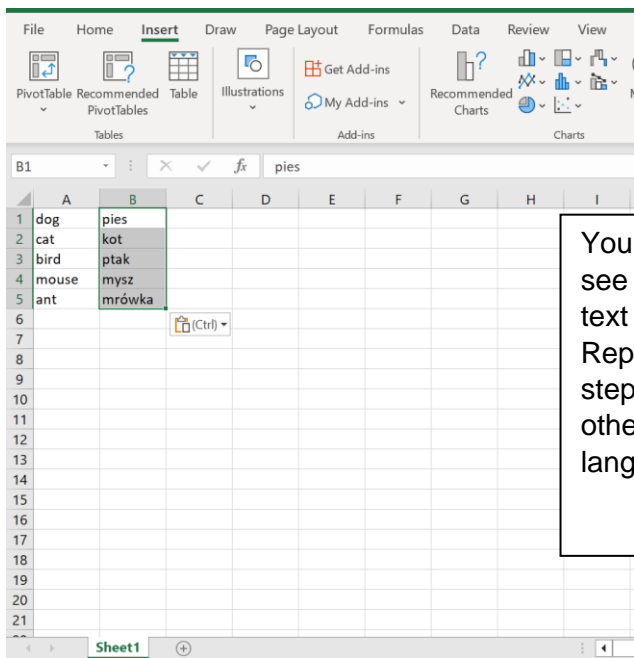 File Home Insert Draw Page Layout Formulas Data Review View
PivotTable Recommended PivotTables Table Illustrations Get Add-ins My Add-ins Recommended Charts
Tables Add-ins Charts
B1 fx pies
A B C D E F G H I
1 dog pies
2 cat kot
3 bird ptak
4 mouse mysz
5 ant mrówka
6 (Ctrl)
7
8
9
10
11
12
13
14
15
16
17
18
19
20
21
You
see
text
Rep
step
othe
lang
Sheet1